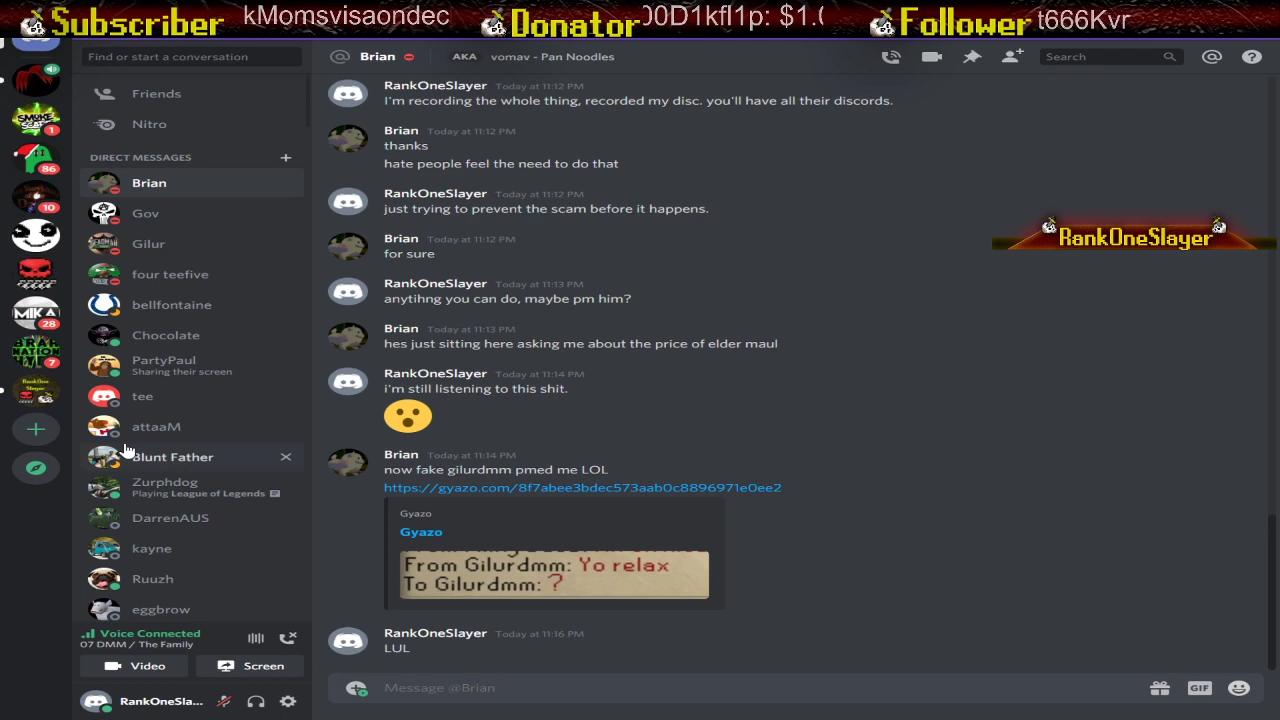 Subscriber kMomsvisaondec Donator 00D1kfl1p: $1. Follower t666Kvr
Find or start a conversation
Brian AKA vomav - Pan Noodles
Search
Friends
Nitro
DIRECT MESSAGES
Brian
Gov
Gilur
four teefive
bellfontaine
Chocolate
PartyPaul
Sharing their screen
tee
attaaM
Blunt Father
Zurphdog
Playing League of Legends
DarrenAUS
kayne
Ruuzh
eggbrow
Voice Connected
07 DMM / The Family
Video Screen
RankOneSla...
1
86
10
28
7
RankOneSlayer Today at 11:12 PM
I'm recording the whole thing, recorded my disc. you'll have all their discords.
Brian Today at 11:12 PM
thanks
hate people feel the need to do that
RankOneSlayer Today at 11:12 PM
just trying to prevent the scam before it happens.
Brian Today at 11:12 PM
for sure
RankOneSlayer Today at 11:13 PM
anytihng you can do, maybe pm him?
Brian Today at 11:13 PM
hes just sitting here asking me about the price of elder maul
RankOneSlayer Today at 11:14 PM
i'm still listening to this shit.
Brian Today at 11:14 PM
now fake gilurdmm pmed me LOL
https://gyazo.com/8f7abee3bdec573aab0c8896971e0ee2
Gyazo
Gyazo
From Gilurdmm: Yo relax
To Gilurdmm: ?
RankOneSlayer Today at 11:16 PM
LUL
Message @Brian
GIF
RankOneSlayer